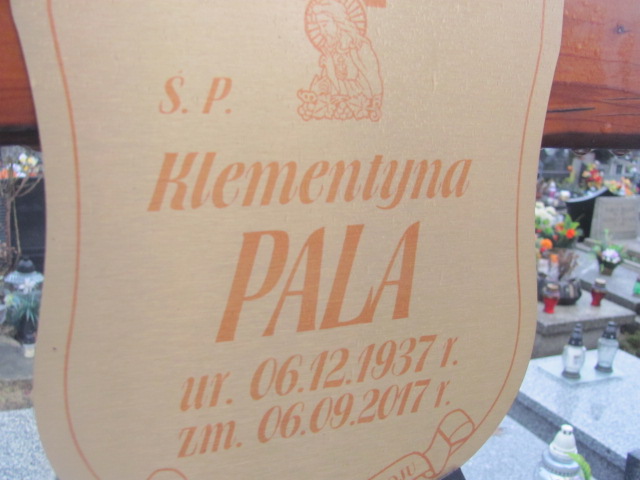 Ś. P.
Klementyna
PALA
ur. 06.12.1937 r.
zm. 06.09.2017 r.